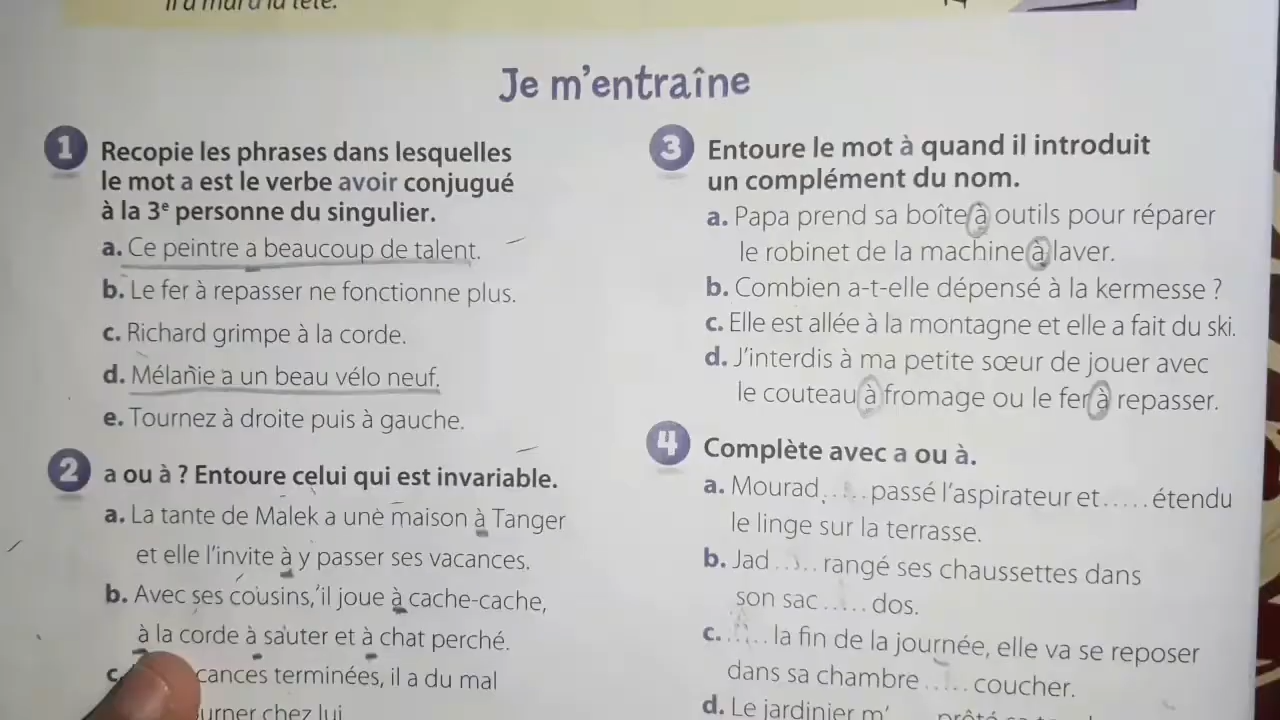 il a mal à la tête.
Je m'entraîne
1 Recopie les phrases dans lesquelles
le mot a est le verbe avoir conjugué
à la 3e personne du singulier.
a. Ce peintre a beaucoup de talent.
b. Le fer à repasser ne fonctionne plus.
c. Richard grimpe à la corde.
d. Mélanie a un beau vélo neuf.
e. Tournez à droite puis à gauche.
2 a ou à ? Entoure celui qui est invariable.
a. La tante de Malek a une maison à Tanger
et elle l'invite à y passer ses vacances.
b. Avec ses cousins, il joue à cache-cache,
à la corde à sauter et à chat perché.
c. cances terminées, il a du mal
urner chez lui.
3 Entoure le mot à quand il introduit
un complément du nom.
a. Papa prend sa boîte à outils pour réparer
le robinet de la machine à laver.
b. Combien a-t-elle dépensé à la kermesse ?
c. Elle est allée à la montagne et elle a fait du ski.
d. J'interdis à ma petite sœur de jouer avec
le couteau à fromage ou le fer à repasser.
4 Complète avec a ou à.
a. Mourad ..... passé l'aspirateur et ..... étendu
le linge sur la terrasse.
b. Jad ..... rangé ses chaussettes dans
son sac ..... dos.
c. ..... la fin de la journée, elle va se reposer
dans sa chambre ..... coucher.
d. Le jardinier m' prêté sa